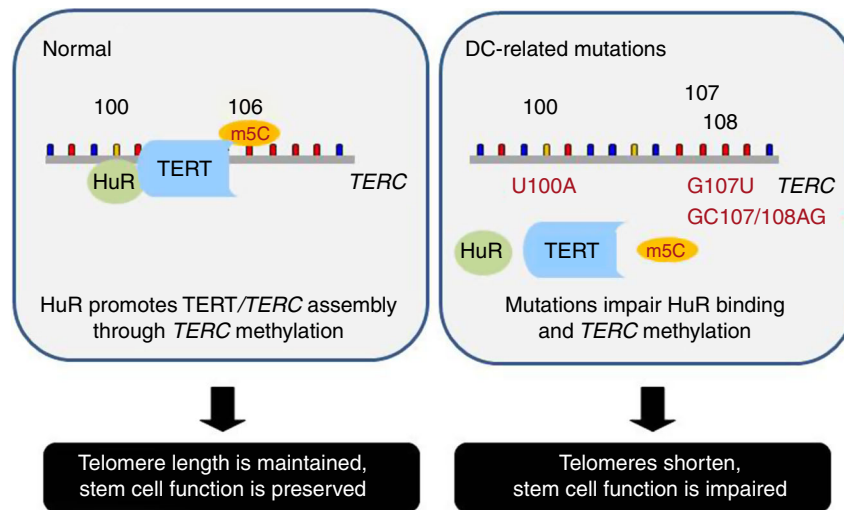 Normal
100
106
m5C
HuR
TERT
TERC
HuR promotes TERT/TERC assembly
through TERC methylation
Telomere length is maintained,
stem cell function is preserved
DC-related mutations
100
107
108
U100A
G107U
TERC
GC107/108AG
HuR
TERT
m5C
Mutations impair HuR binding
and TERC methylation
Telomeres shorten,
stem cell function is impaired